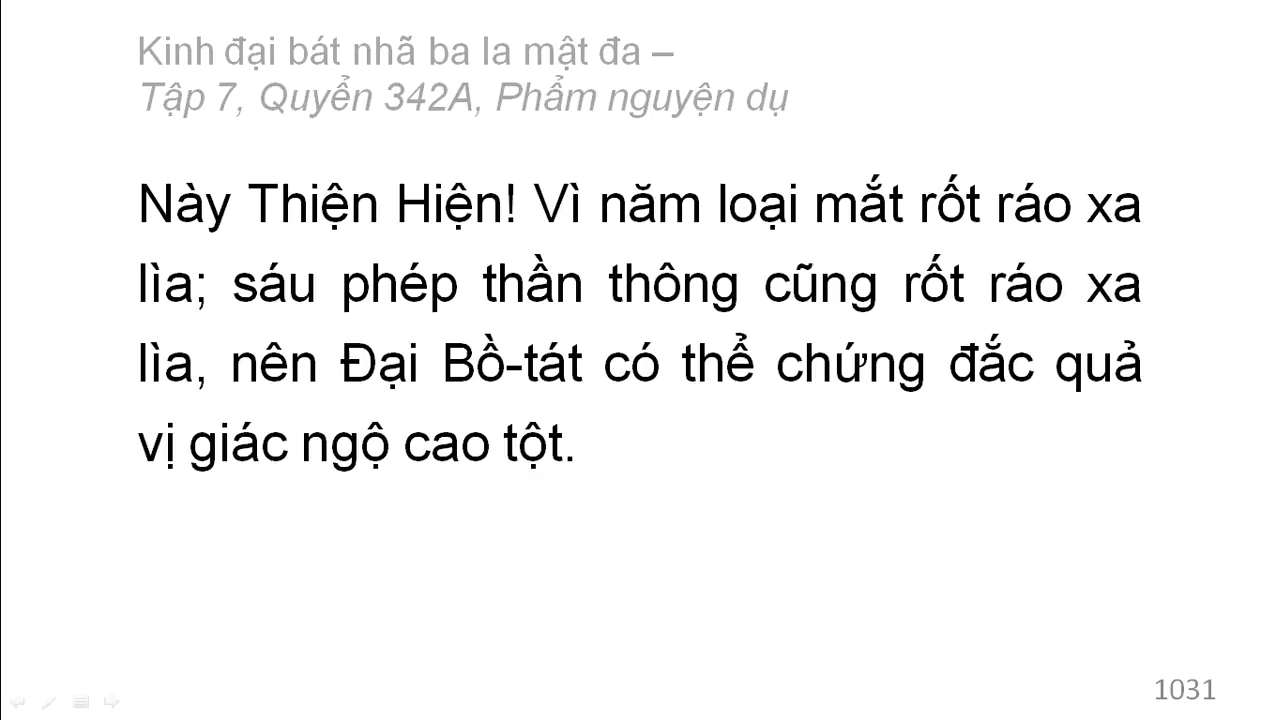 Kinh đại bát nhã ba la mật đa –
Tập 7, Quyển 342A, Phẩm nguyện dụ
Này Thiện Hiện! Vì năm loại mắt rốt ráo xa
lìa; sáu phép thần thông cũng rốt ráo xa
lìa, nên Đại Bồ-tát có thể chứng đắc quả
vị giác ngộ cao tột.
1031